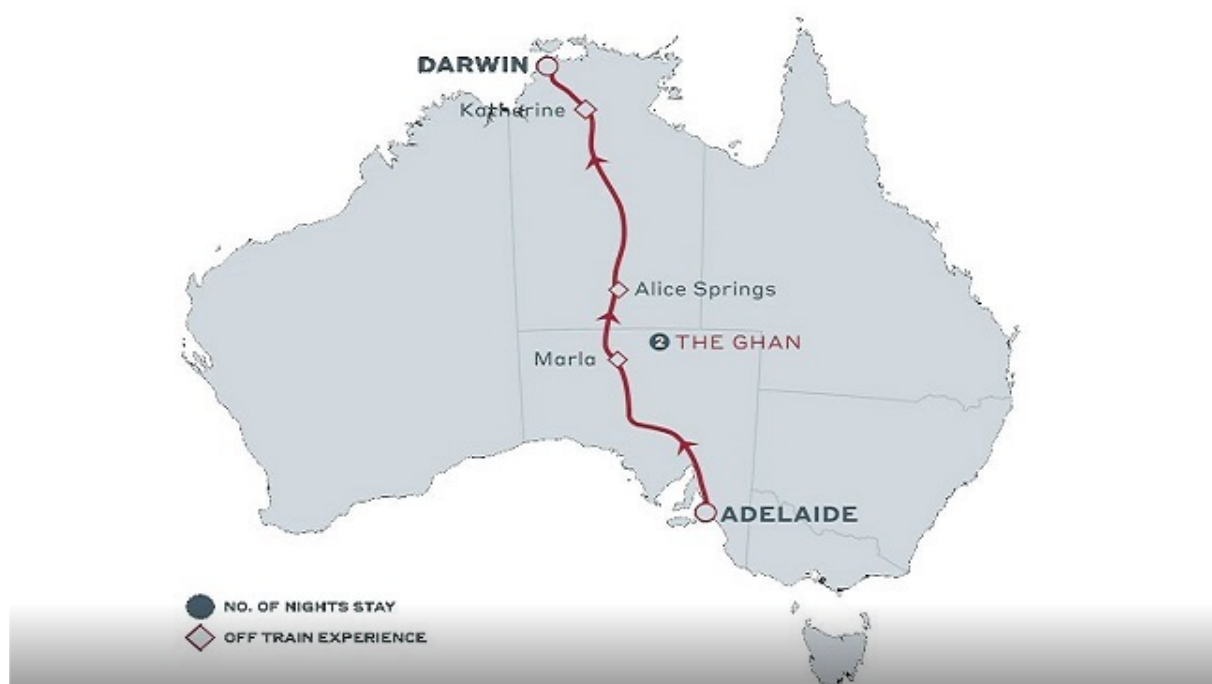 DARWIN
Katherine
Alice Springs
2 THE GHAN
Marla
ADELAIDE
NO. OF NIGHTS STAY
OFF TRAIN EXPERIENCE